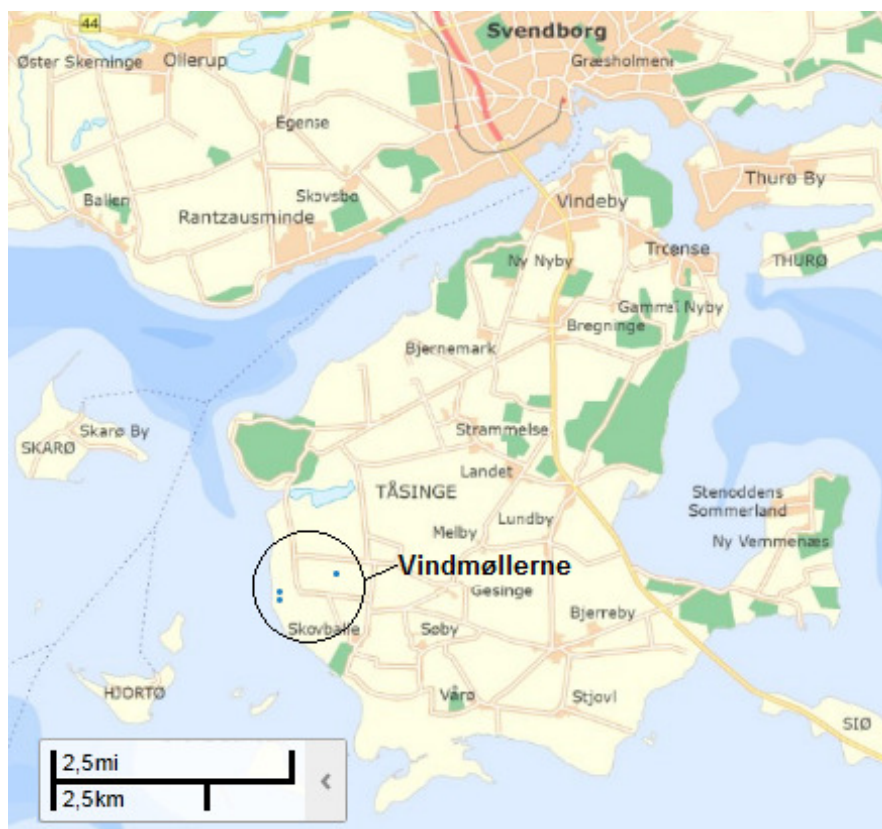 Svendborg
44
Øster Skerninge
Ollerup
Græsholmene
Egense
Skovsbo
Ballen
Rantzausminde
Vindeby
Thurø By
Troense
Ny Nyby
THURØ
Gammel Nyby
Bregninge
Bjernemark
Skarø By
SKARØ
Strammelse
Landet
TÅSINGE
Stenoddens
Sommerland
Lundby
Melby
Ny Vemmenæs
Vindmøllerne
Gesinge
Bjerreby
Skovballe
Søby
HJORTØ
Vårø
Stjovl
SIØ
2,5mi
2,5km